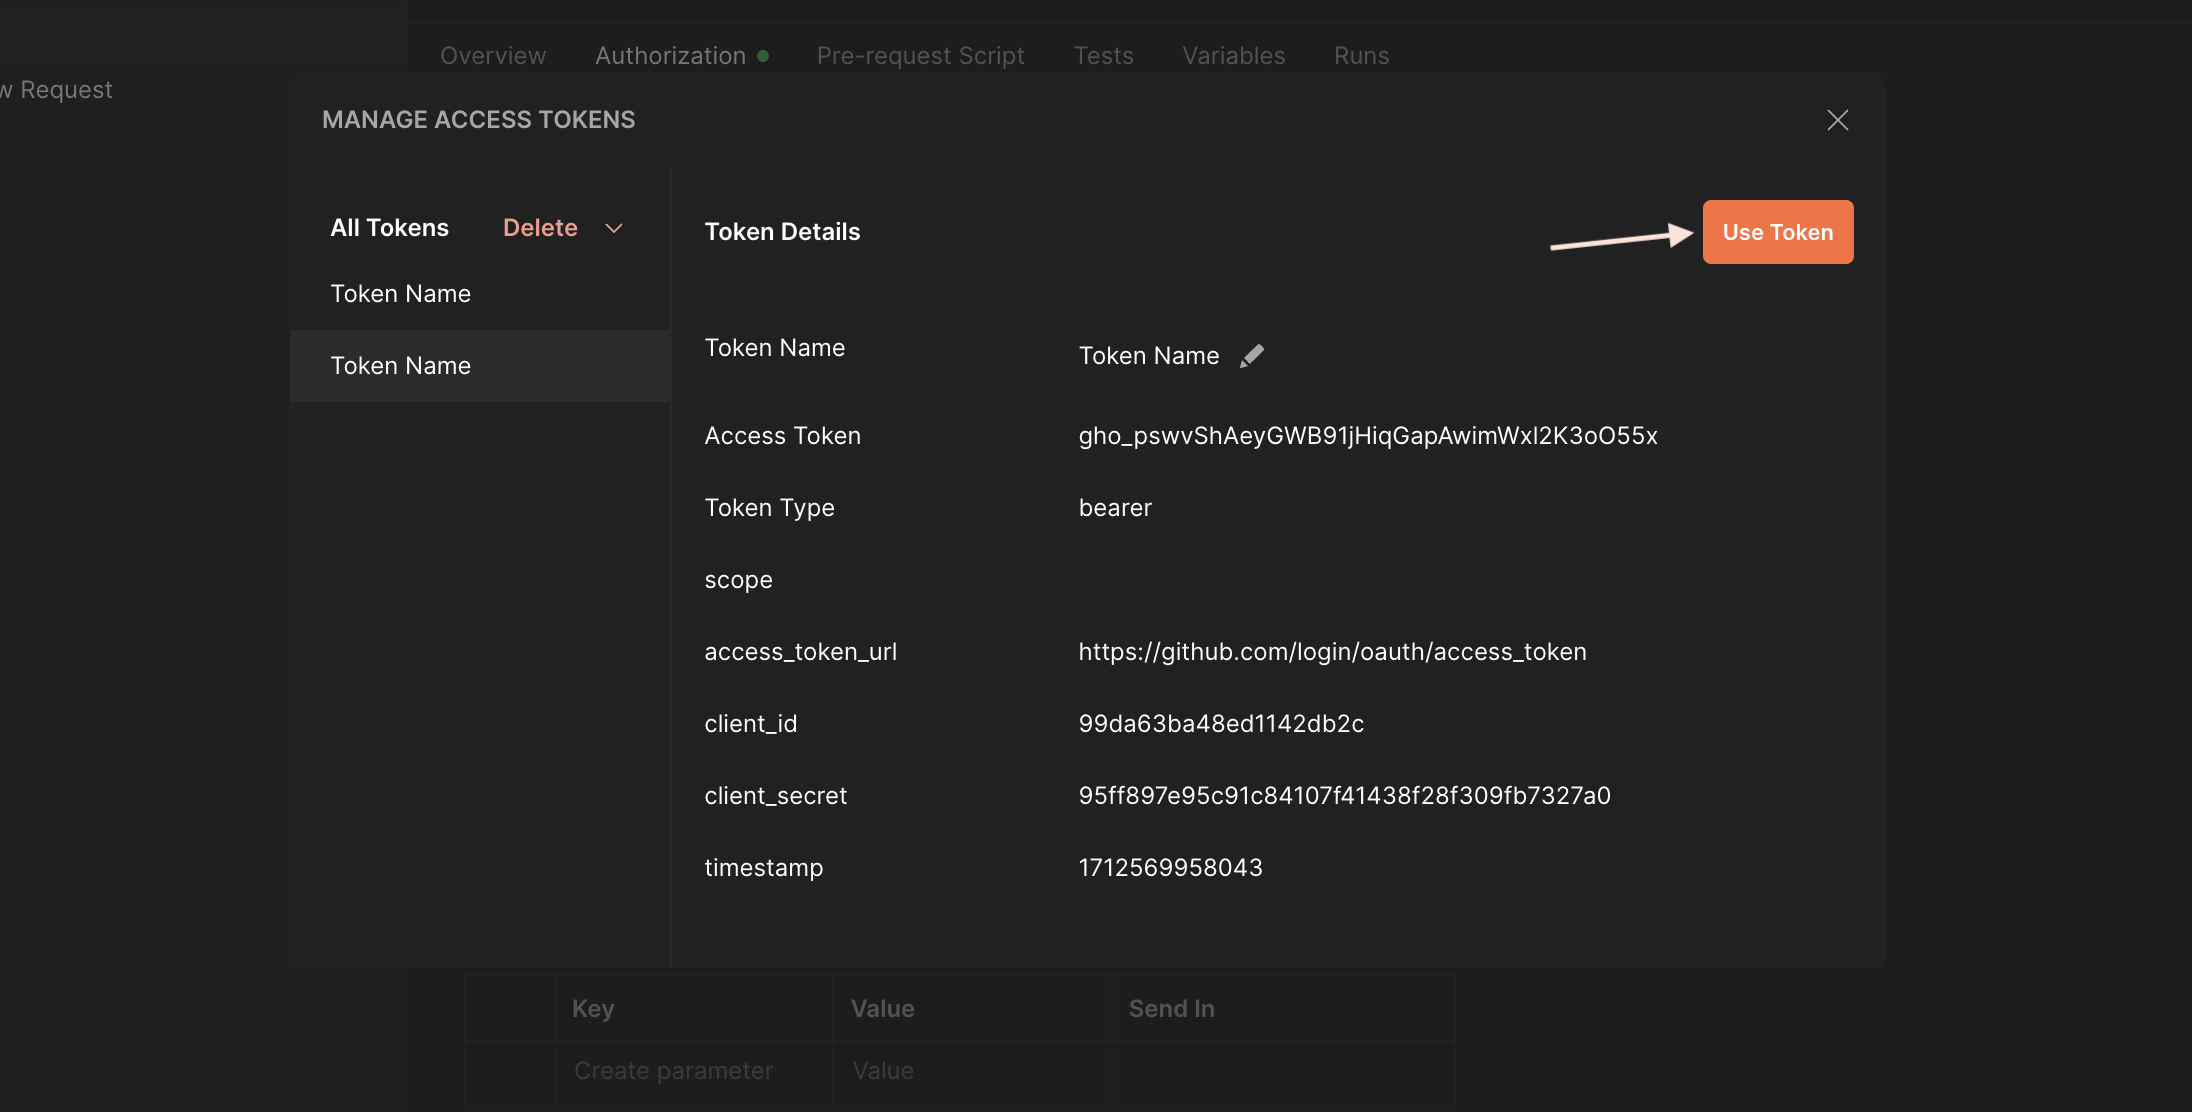 Overview Authorization Pre-request Script Tests Variables Runs
w Request
MANAGE ACCESS TOKENS
All Tokens Delete
Token Name
Token Name
Token Details
Use Token
Token Name Token Name
Access Token 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
Token Type bearer
scope
access_token_url https://github.com/login/oauth/access_token
client_id 99da63ba48ed1142db2c
client_secret 95ff897e95c91c84107f41438f28f309fb7327a0
timestamp 1712569958043
Key Value Send In
Create parameter Value